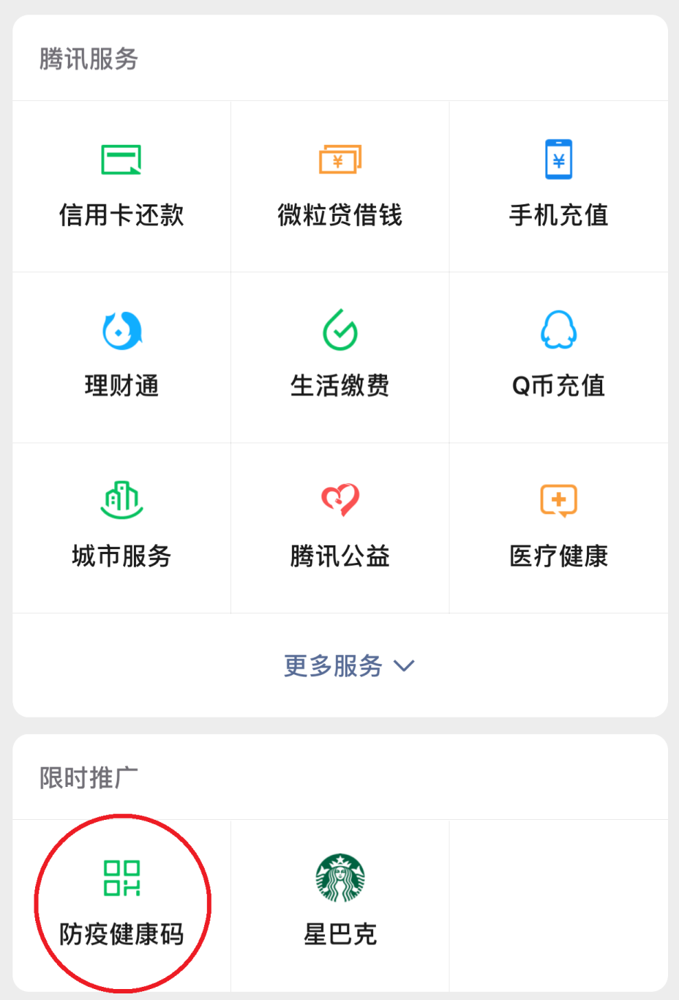 腾讯服务
信用卡还款
微粒贷借钱
手机充值
理财通
生活缴费
Q币充值
城市服务
腾讯公益
医疗健康
更多服务
限时推广
防疫健康码
星巴克